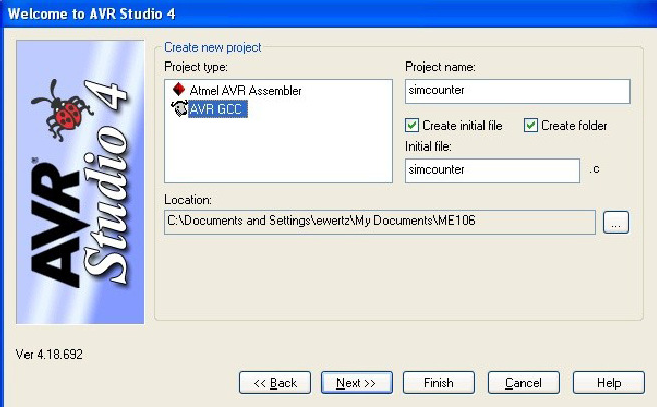 Welcome to AVR Studio 4
Create new project
Project type:
Atmel AVR Assembler
AVR GCC
Project name:
simcounter
Create initial file
Create folder
Initial file:
simcounter
.c
Location:
C:\Documents and Settings\ewertz\My Documents\ME106
...
AVR®
Studio 4
Ver 4.18.692
<< Back
Next >>
Finish
Cancel
Help